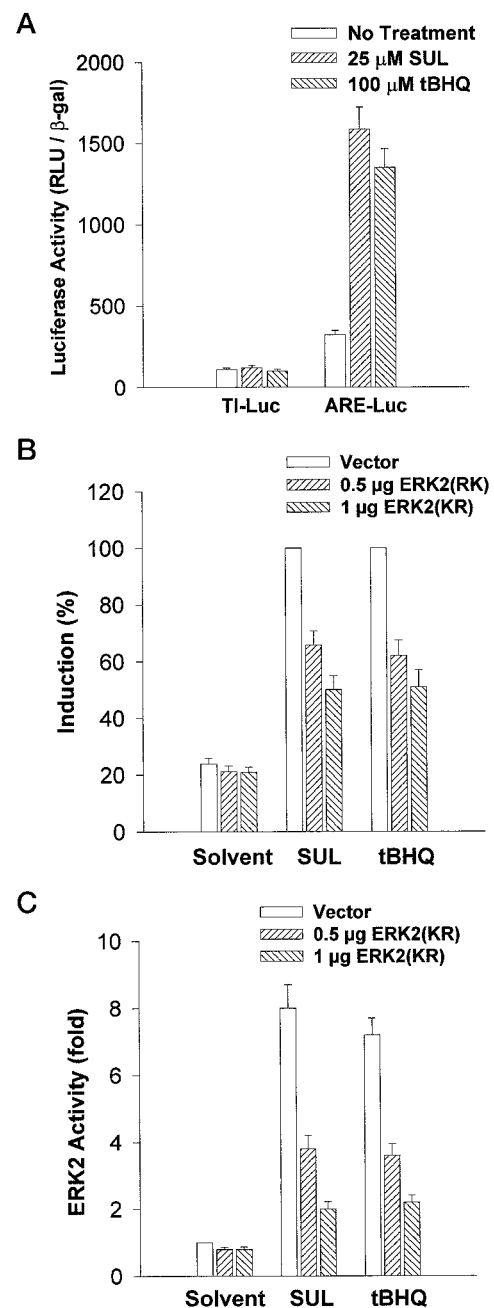 A
No Treatment
25 μM SUL
100 μM tBHQ
Luciferase Activity (RLU / β-gal)
2000
1500
1000
500
0
TI-Luc ARE-Luc
B
Vector
0.5 μg ERK2(RK)
1 μg ERK2(KR)
Induction (%)
120
100
80
60
40
20
0
Solvent SUL tBHQ
C
Vector
0.5 μg ERK2(KR)
1 μg ERK2(KR)
ERK2 Activity (fold)
10
8
6
4
2
0
Solvent SUL tBHQ